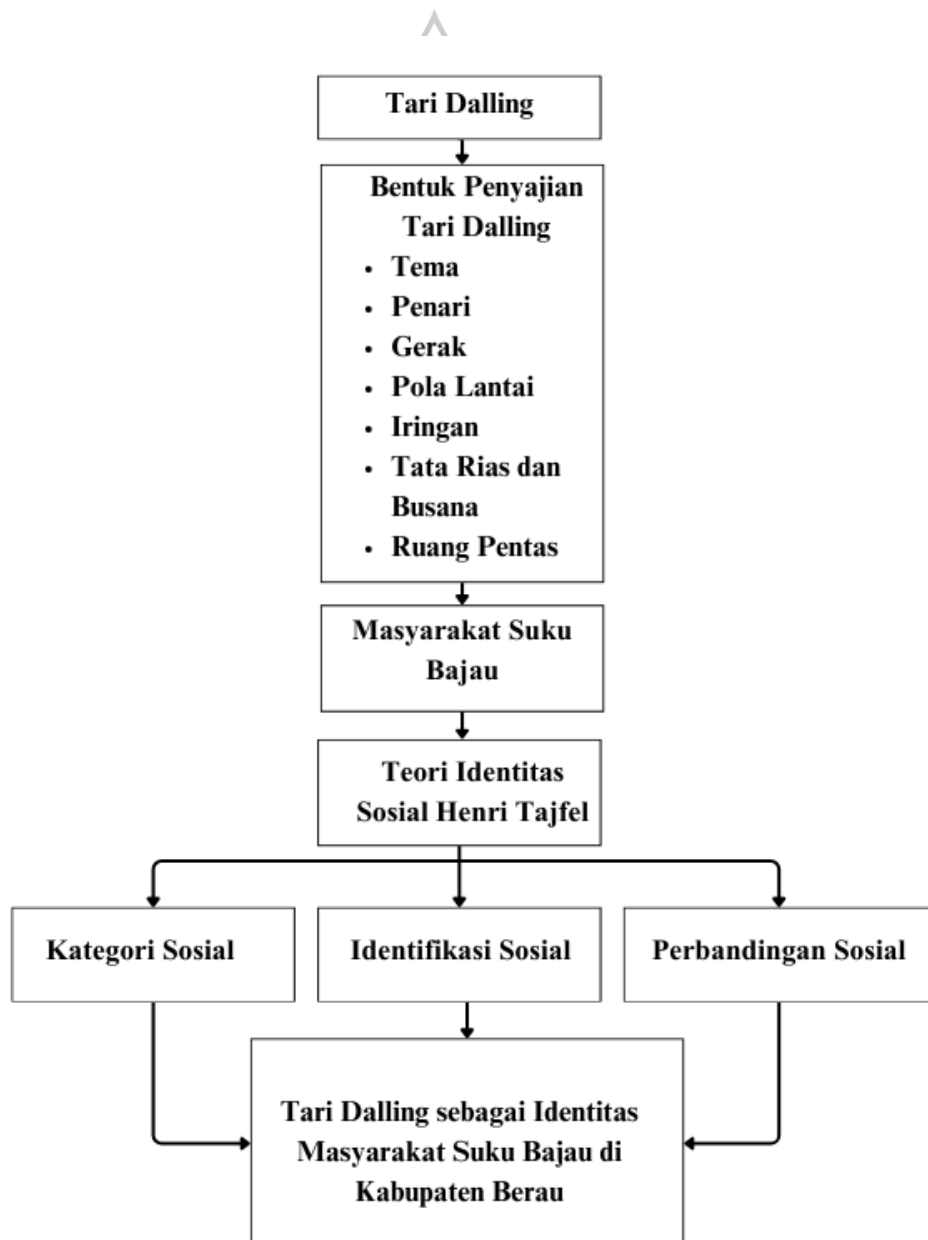 Tari Dalling
Bentuk Penyajian
Tari Dalling
• Tema
• Penari
• Gerak
• Pola Lantai
• Iringan
• Tata Rias dan
Busana
• Ruang Pentas
Masyarakat Suku
Bajau
Teori Identitas
Sosial Henri Tajfel
Kategori Sosial
Identifikasi Sosial
Perbandingan Sosial
Tari Dalling sebagai Identitas
Masyarakat Suku Bajau di
Kabupaten Berau